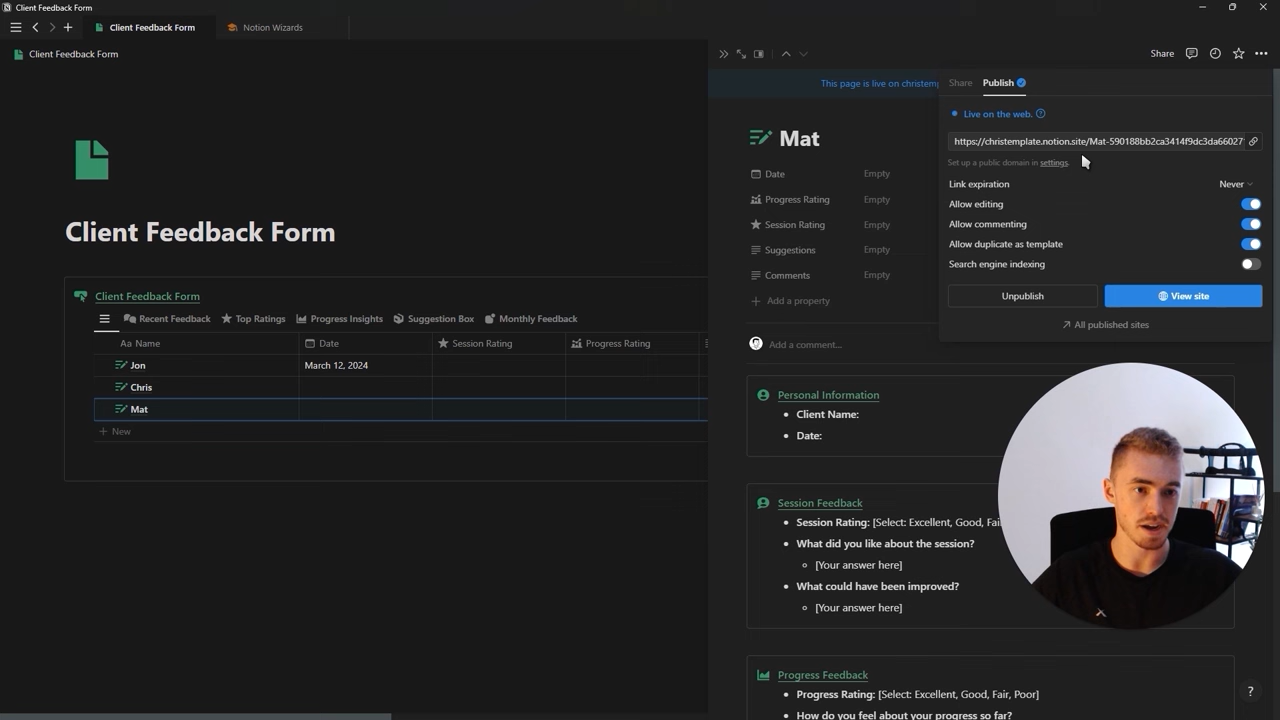 Client Feedback Form
Client Feedback Form
Notion Wizards
Client Feedback Form
Share
This page is live on christemp
Share
Publish
Live on the web.
https://christemplate.notion.site/Mat-590188bb2ca3414f9dc3da66027
Set up a public domain in settings.
Link expiration
Never
Allow editing
Allow commenting
Allow duplicate as template
Search engine indexing
Unpublish
View site
All published sites
Mat
Date
Empty
Progress Rating
Empty
Session Rating
Empty
Suggestions
Empty
Comments
Empty
Add a property
Add a comment...
Client Feedback Form
Client Feedback Form
Recent Feedback
Top Ratings
Progress Insights
Suggestion Box
Monthly Feedback
Aa Name
Date
Session Rating
Progress Rating
Jon
March 12, 2024
Chris
Mat
+ New
Personal Information
• Client Name:
• Date:
Session Feedback
• Session Rating: [Select: Excellent, Good, Fai
• What did you like about the session?
[Your answer here]
• What could have been improved?
[Your answer here]
Progress Feedback
• Progress Rating: [Select: Excellent, Good, Fair, Poor]
• How do you feel about your progress so far?
?